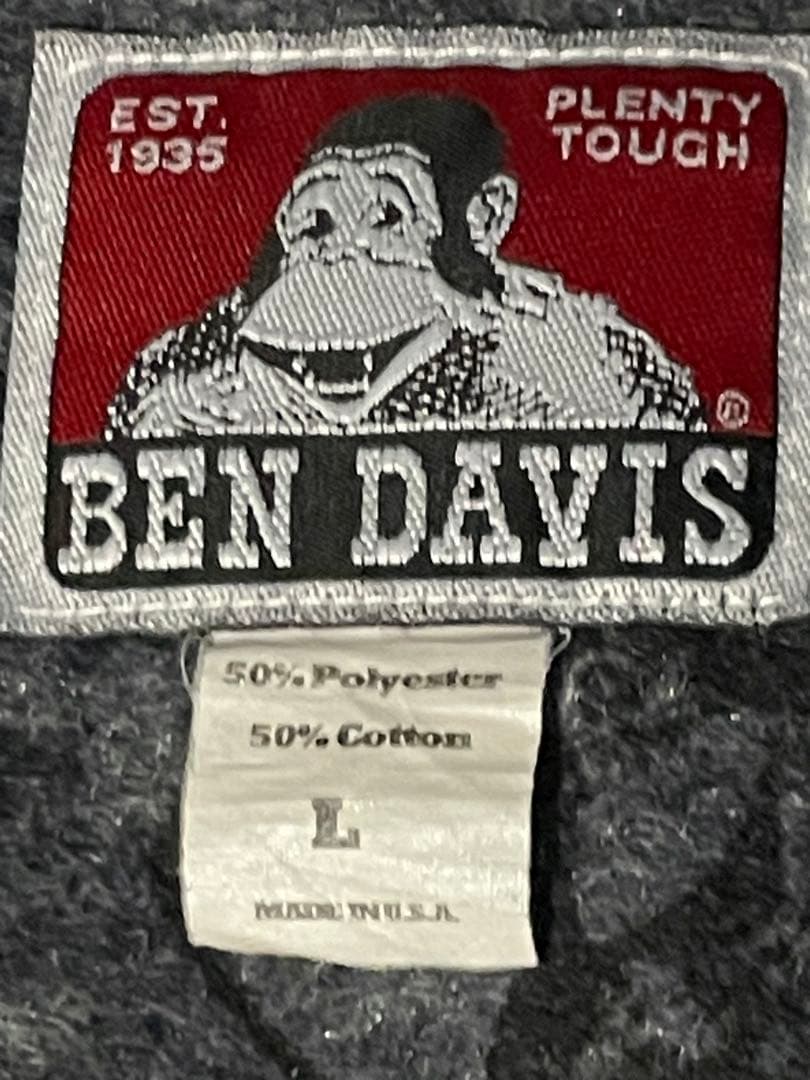 EST.
1935
PLENTY
TOUGH
®
BEN DAVIS
50% Polyester
50% Cotton
L
MADE IN U.S.A.